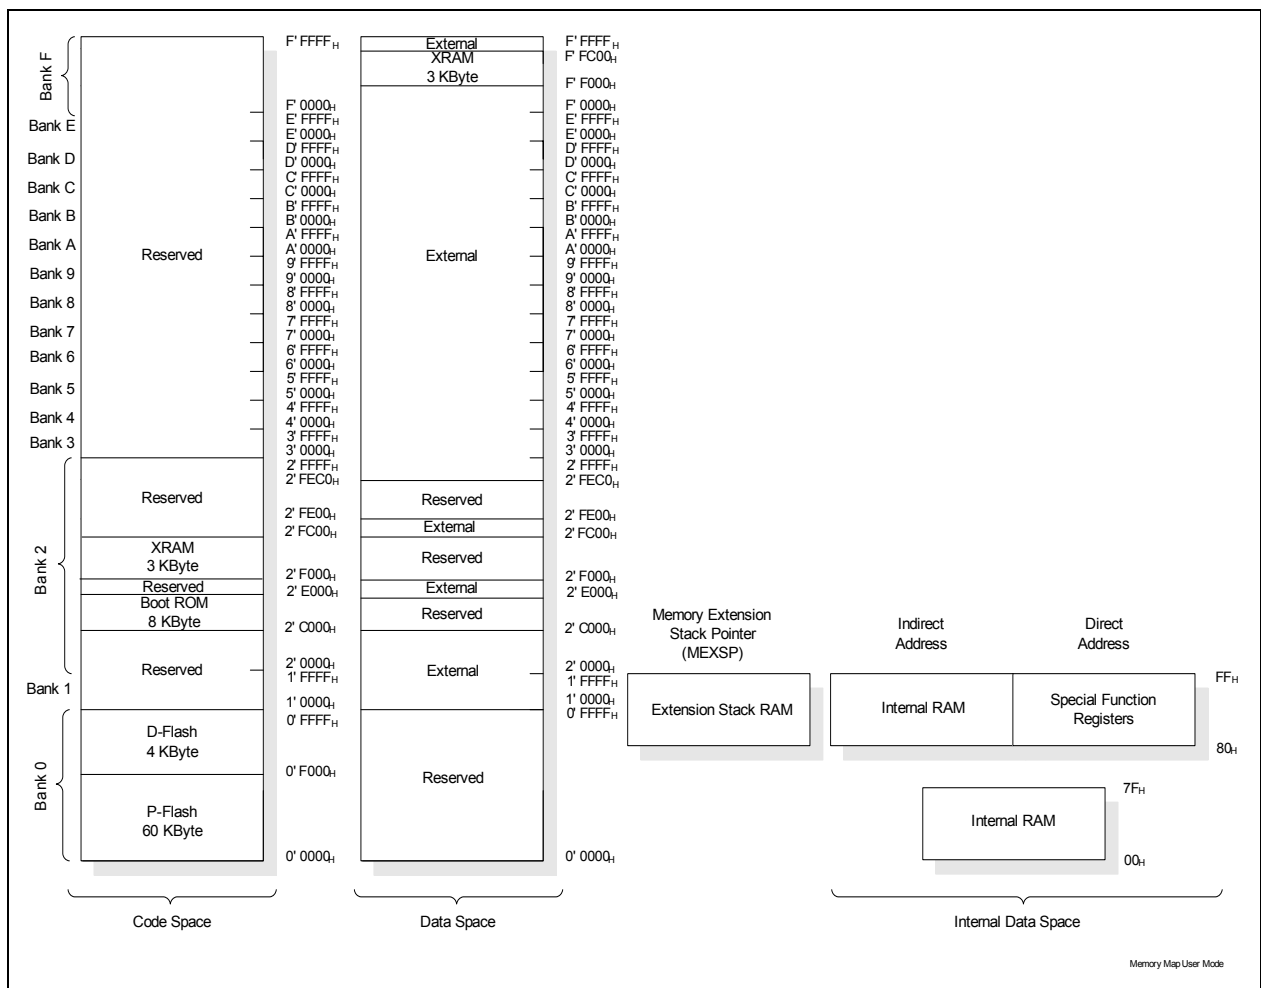 Bank F
Bank E
Bank D
Bank C
Bank B
Bank A
Bank 9
Bank 8
Bank 7
Bank 6
Bank 5
Bank 4
Bank 3
Bank 2
Bank 1
Bank 0
Reserved
Reserved
XRAM
3 KByte
Reserved
Boot ROM
8 KByte
Reserved
D-Flash
4 KByte
P-Flash
60 KByte
F' FFFFH
F' 0000H
E' FFFFH
E' 0000H
D' FFFFH
D' 0000H
C' FFFFH
C' 0000H
B' FFFFH
B' 0000H
A' FFFFH
A' 0000H
9' FFFFH
9' 0000H
8' FFFFH
8' 0000H
7' FFFFH
7' 0000H
6' FFFFH
6' 0000H
5' FFFFH
5' 0000H
4' FFFFH
4' 0000H
3' FFFFH
3' 0000H
2' FFFFH
2' FEC0H
2' FE00H
2' FC00H
2' F000H
2' E000H
2' C000H
2' 0000H
1' FFFFH
1' 0000H
0' FFFFH
0' F000H
0' 0000H
Code Space
External
XRAM
3 KByte
External
Reserved
External
Reserved
External
Reserved
External
Reserved
F' FFFFH
F' FC00H
F' F000H
F' 0000H
E' FFFFH
E' 0000H
D' FFFFH
D' 0000H
C' FFFFH
C' 0000H
B' FFFFH
B' 0000H
A' FFFFH
A' 0000H
9' FFFFH
9' 0000H
8' FFFFH
8' 0000H
7' FFFFH
7' 0000H
6' FFFFH
6' 0000H
5' FFFFH
5' 0000H
4' FFFFH
4' 0000H
3' FFFFH
3' 0000H
2' FFFFH
2' FEC0H
2' FE00H
2' FC00H
2' F000H
2' E000H
2' C000H
2' 0000H
1' FFFFH
1' 0000H
0' FFFFH
0' 0000H
Data Space
Memory Extension
Stack Pointer
(MEXSP)
Extension Stack RAM
Indirect
Address
Direct
Address
Internal RAM
Special Function
Registers
FFH
80H
7FH
Internal RAM
00H
Internal Data Space
Memory Map User Mode